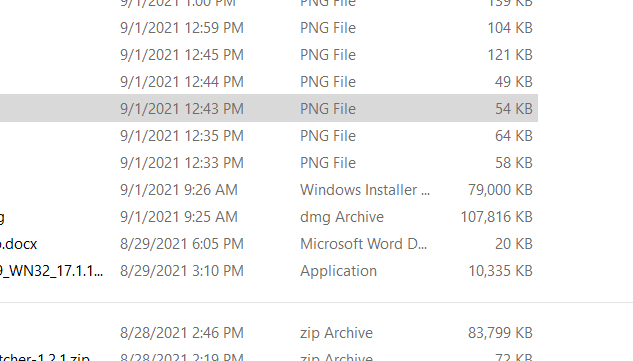 9/1/2021 1:00 PM PNG File 139 KB
9/1/2021 12:59 PM PNG File 104 KB
9/1/2021 12:45 PM PNG File 121 KB
9/1/2021 12:44 PM PNG File 49 KB
9/1/2021 12:43 PM PNG File 54 KB
9/1/2021 12:35 PM PNG File 64 KB
9/1/2021 12:33 PM PNG File 58 KB
9/1/2021 9:26 AM Windows Installer ... 79,000 KB
g 9/1/2021 9:25 AM dmg Archive 107,816 KB
.docx 8/29/2021 6:05 PM Microsoft Word D... 20 KB
9_WN32_17.1.1... 8/29/2021 3:10 PM Application 10,335 KB
8/28/2021 2:46 PM zip Archive 83,799 KB
tcher-1.2.1.zip 8/28/2021 2:19 PM zip Archive 72 KB